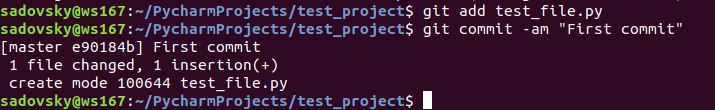 sadovsky@ws167:~/PycharmProjects/test_project$ git add test_file.py
sadovsky@ws167:~/PycharmProjects/test_project$ git commit -am "First commit"
[master e90184b] First commit
 1 file changed, 1 insertion(+)
 create mode 100644 test_file.py
sadovsky@ws167:~/PycharmProjects/test_project$